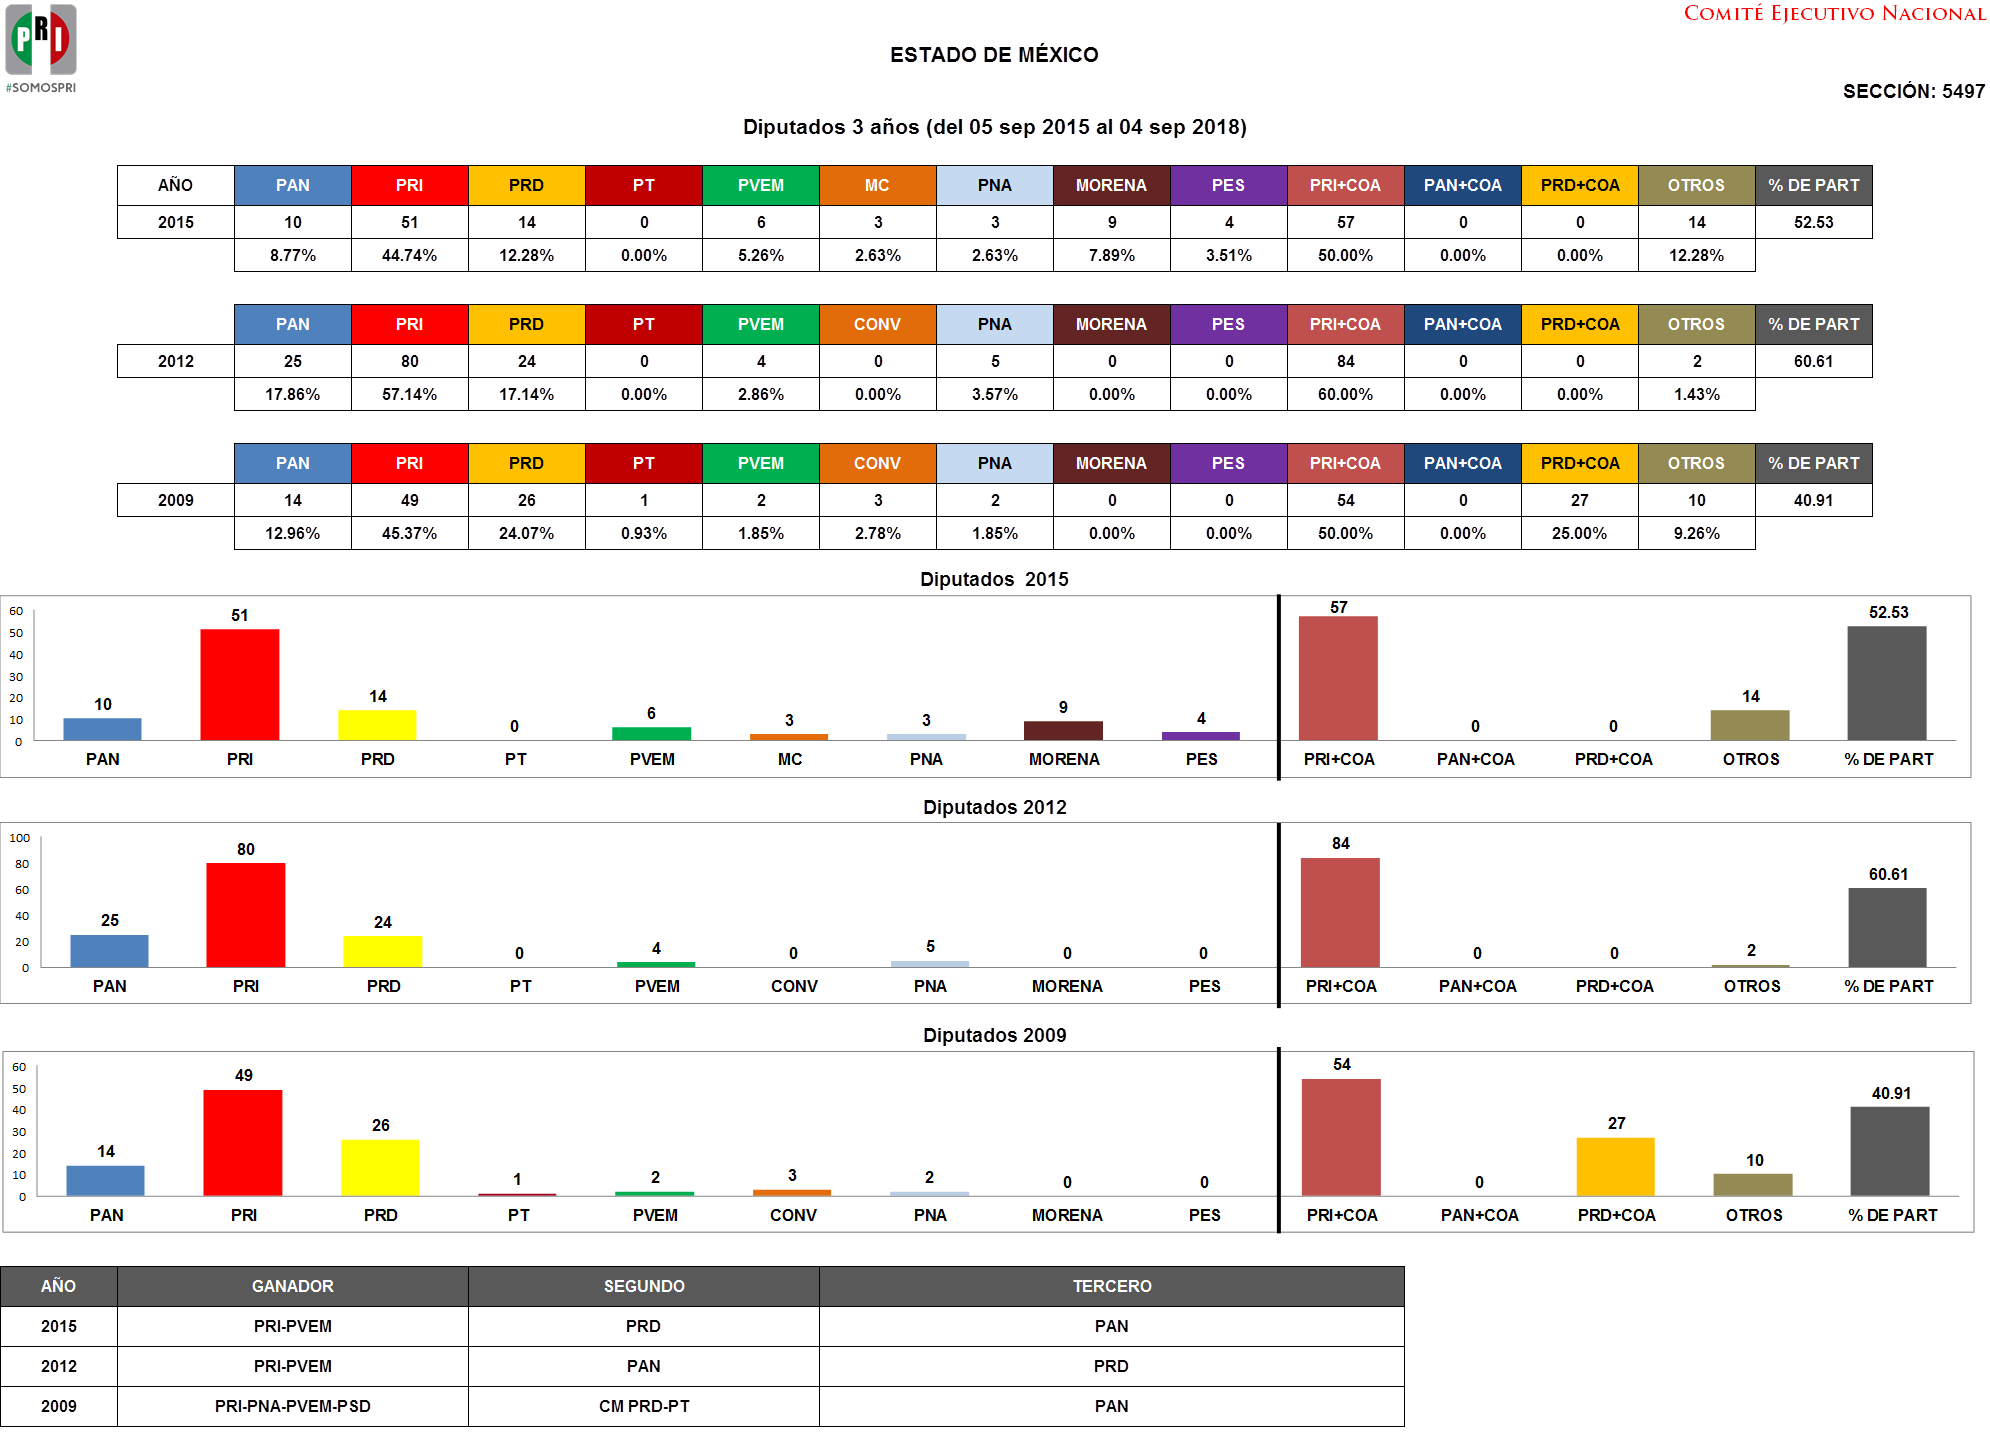 PRI
#SOMOSPRI
COMITÉ EJECUTIVO NACIONAL
ESTADO DE MÉXICO
SECCIÓN: 5497
Diputados 3 años (del 05 sep 2015 al 04 sep 2018)
AÑO PAN PRI PRD PT PVEM MC PNA MORENA PES PRI+COA PAN+COA PRD+COA OTROS % DE PART
2015 10 51 14 0 6 3 3 9 4 57 0 0 14 52.53
8.77% 44.74% 12.28% 0.00% 5.26% 2.63% 2.63% 7.89% 3.51% 50.00% 0.00% 0.00% 12.28%
PAN PRI PRD PT PVEM CONV PNA MORENA PES PRI+COA PAN+COA PRD+COA OTROS % DE PART
2012 25 80 24 0 4 0 5 0 0 84 0 0 2 60.61
17.86% 57.14% 17.14% 0.00% 2.86% 0.00% 3.57% 0.00% 0.00% 60.00% 0.00% 0.00% 1.43%
PAN PRI PRD PT PVEM CONV PNA MORENA PES PRI+COA PAN+COA PRD+COA OTROS % DE PART
2009 14 49 26 1 2 3 2 0 0 54 0 27 10 40.91
12.96% 45.37% 24.07% 0.93% 1.85% 2.78% 1.85% 0.00% 0.00% 50.00% 0.00% 25.00% 9.26%
Diputados 2015
60
50
40
30
20
10
0
10 51 14 0 6 3 3 9 4 57 0 0 14 52.53
PAN PRI PRD PT PVEM MC PNA MORENA PES PRI+COA PAN+COA PRD+COA OTROS % DE PART
Diputados 2012
100
80
60
40
20
0
25 80 24 0 4 0 5 0 0 84 0 0 2 60.61
PAN PRI PRD PT PVEM CONV PNA MORENA PES PRI+COA PAN+COA PRD+COA OTROS % DE PART
Diputados 2009
60
50
40
30
20
10
0
14 49 26 1 2 3 2 0 0 54 0 27 10 40.91
PAN PRI PRD PT PVEM CONV PNA MORENA PES PRI+COA PAN+COA PRD+COA OTROS % DE PART
AÑO GANADOR SEGUNDO TERCERO
2015 PRI-PVEM PRD PAN
2012 PRI-PVEM PAN PRD
2009 PRI-PNA-PVEM-PSD CM PRD-PT PAN